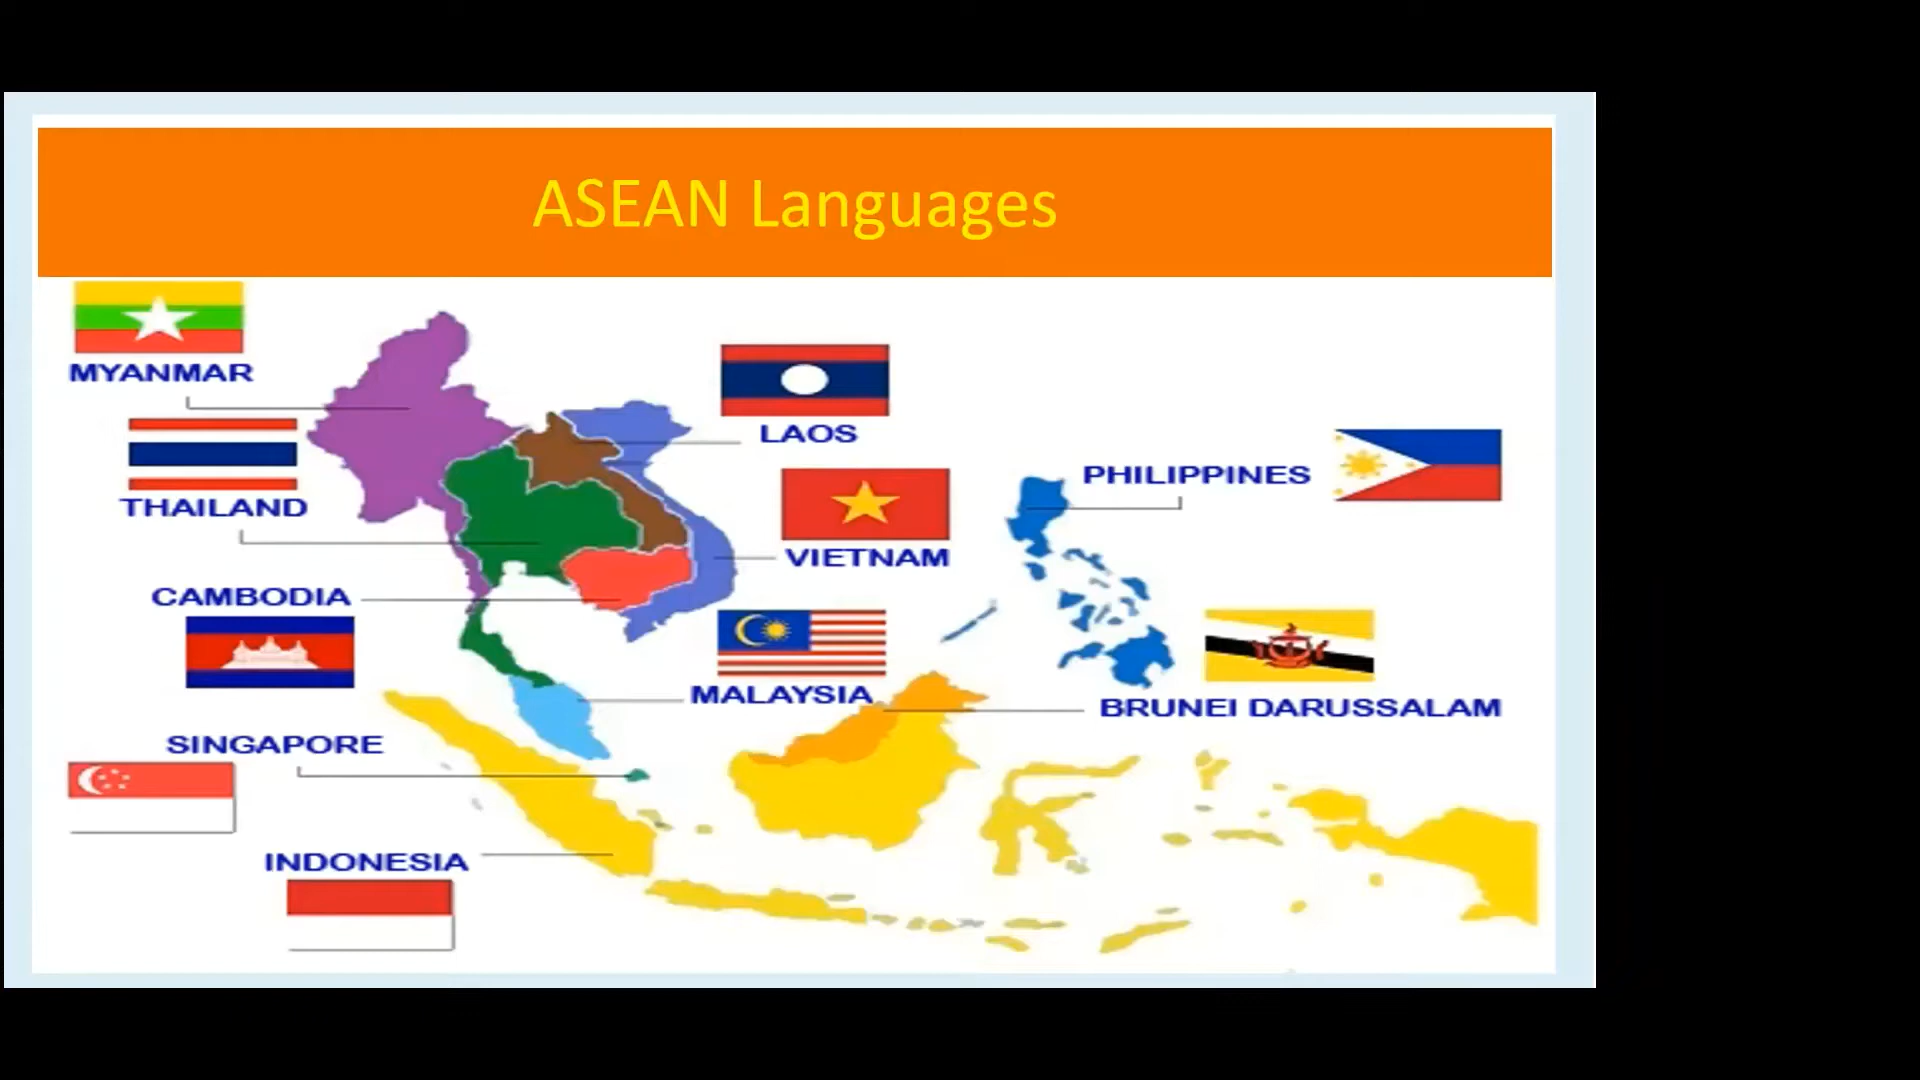 ASEAN Languages
MYANMAR
LAOS
PHILIPPINES
THAILAND
VIETNAM
CAMBODIA
MALAYSIA
BRUNEI DARUSSALAM
SINGAPORE
INDONESIA